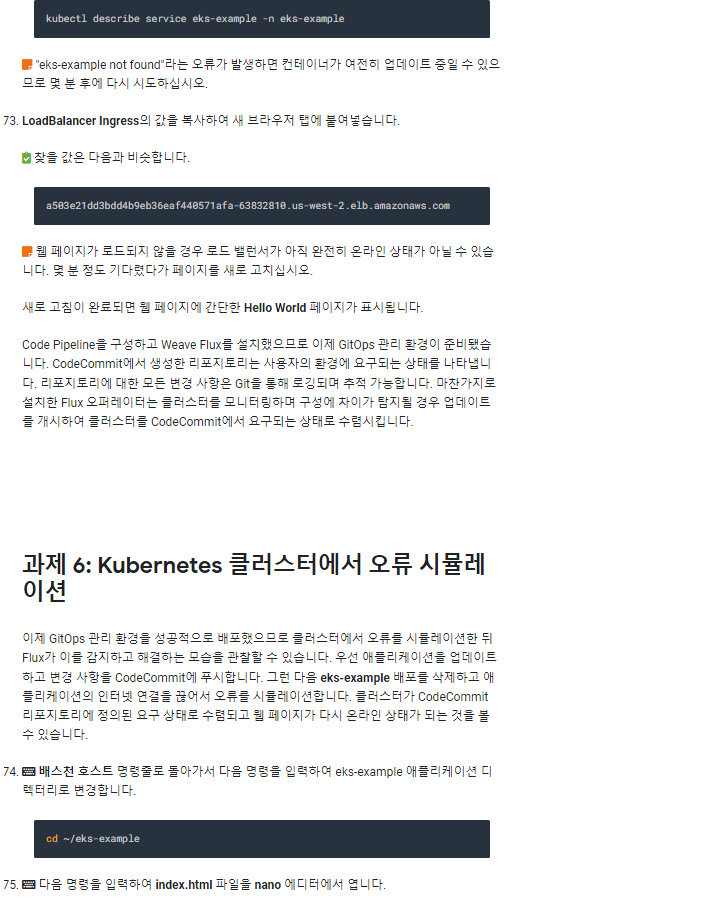 kubectl describe service eks-example -n eks-example
"eks-example not found"라는 오류가 발생하면 컨테이너가 여전히 업데이트 중일 수 있으
므로 몇 분 후에 다시 시도하십시오.
73. LoadBalancer Ingress의 값을 복사하여 새 브라우저 탭에 붙여넣습니다.
찾을 값은 다음과 비슷합니다.
a503e21dd3bdd4b9eb36eaf440571afa-63832810.us-west-2.elb.amazonaws.com
웹 페이지가 로드되지 않을 경우 로드 밸런서가 아직 완전히 온라인 상태가 아닐 수 있습
니다. 몇 분 정도 기다렸다가 페이지를 새로 고치십시오.
새로 고침이 완료되면 웹 페이지에 간단한 Hello World 페이지가 표시됩니다.
Code Pipeline을 구성하고 Weave Flux를 설치했으므로 이제 GitOps 관리 환경이 준비됐습
니다. CodeCommit에서 생성한 리포지토리는 사용자의 환경에 요구되는 상태를 나타냅니
다. 리포지토리에 대한 모든 변경 사항은 Git을 통해 로깅되며 추적 가능합니다. 마찬가지로
설치한 Flux 오퍼레이터는 클러스터를 모니터링하며 구성에 차이가 탐지될 경우 업데이트
를 개시하여 클러스터를 CodeCommit에서 요구되는 상태로 수렴시킵니다.
과제 6: Kubernetes 클러스터에서 오류 시뮬레
이션
이제 GitOps 관리 환경을 성공적으로 배포했으므로 클러스터에서 오류를 시뮬레이션한 뒤
Flux가 이를 감지하고 해결하는 모습을 관찰할 수 있습니다. 우선 애플리케이션을 업데이트
하고 변경 사항을 CodeCommit에 푸시합니다. 그런 다음 eks-example 배포를 삭제하고 애
플리케이션의 인터넷 연결을 끊어서 오류를 시뮬레이션합니다. 클러스터가 CodeCommit
리포지토리에 정의된 요구 상태로 수렴되고 웹 페이지가 다시 온라인 상태가 되는 것을 볼
수 있습니다.
74. 배스천 호스트 명령줄로 돌아가서 다음 명령을 입력하여 eks-example 애플리케이션 디
렉터리로 변경합니다.
cd ~/eks-example
75. 다음 명령을 입력하여 index.html 파일을 nano 에디터에서 엽니다.